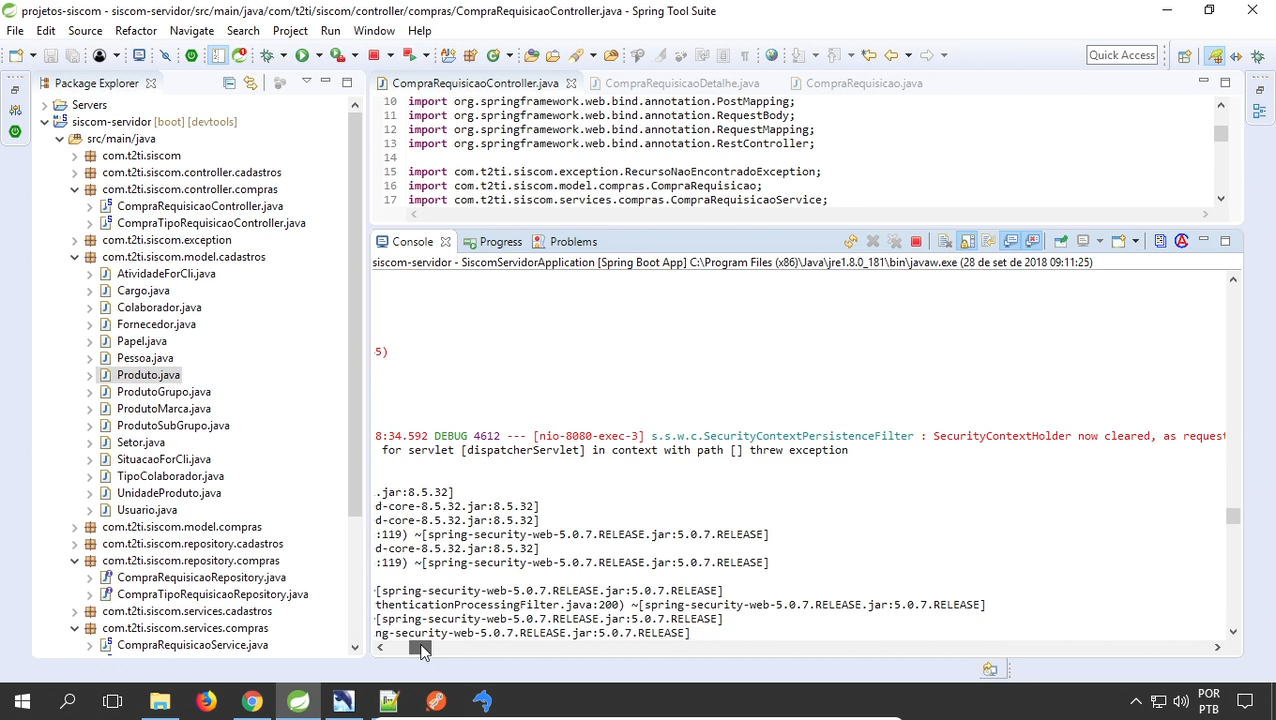 projetos-siscom - siscom-servidor/src/main/java/com/t2ti/siscom/controller/compras/CompraRequisicaoController.java - Spring Tool Suite
File Edit Source Refactor Navigate Search Project Run Window Help
Quick Access
Package Explorer
Servers
siscom-servidor [boot] [devtools]
src/main/java
com.t2ti.siscom
com.t2ti.siscom.controller.cadastros
com.t2ti.siscom.controller.compras
CompraRequisicaoController.java
CompraTipoRequisicaoController.java
com.t2ti.siscom.exception
com.t2ti.siscom.model.cadastros
AtividadeForCli.java
Cargo.java
Colaborador.java
Fornecedor.java
Papel.java
Pessoa.java
Produto.java
ProdutoGrupo.java
ProdutoMarca.java
ProdutoSubGrupo.java
Setor.java
SituacaoForCli.java
TipoColaborador.java
UnidadeProduto.java
Usuario.java
com.t2ti.siscom.model.compras
com.t2ti.siscom.repository.cadastros
com.t2ti.siscom.repository.compras
CompraRequisicaoRepository.java
CompraTipoRequisicaoRepository.java
com.t2ti.siscom.services.cadastros
com.t2ti.siscom.services.compras
CompraRequisicaoService.java
CompraRequisicaoController.java CompraRequisicaoDetalhe.java CompraRequisicao.java
10 import org.springframework.web.bind.annotation.PostMapping;
11 import org.springframework.web.bind.annotation.RequestBody;
12 import org.springframework.web.bind.annotation.RequestMapping;
13 import org.springframework.web.bind.annotation.RestController;
14
15 import com.t2ti.siscom.exception.RecursoNaoEncontradoException;
16 import com.t2ti.siscom.model.compras.CompraRequisicao;
17 import com.t2ti.siscom.services.compras.CompraRequisicaoService;
Console Progress Problems
siscom-servidor - SiscomServidorApplication [Spring Boot App] C:\Program Files (x86)\Java\jre1.8.0_181\bin\javaw.exe (28 de set de 2018 09:11:25)
5)
8:34.592 DEBUG 4612 --- [nio-8080-exec-3] s.s.w.c.SecurityContextPersistenceFilter : SecurityContextHolder now cleared, as request
for servlet [dispatcherServlet] in context with path [] threw exception
.jar:8.5.32]
d-core-8.5.32.jar:8.5.32]
d-core-8.5.32.jar:8.5.32]
:119) ~[spring-security-web-5.0.7.RELEASE.jar:5.0.7.RELEASE]
d-core-8.5.32.jar:8.5.32]
:119) ~[spring-security-web-5.0.7.RELEASE.jar:5.0.7.RELEASE]
[spring-security-web-5.0.7.RELEASE.jar:5.0.7.RELEASE]
thenticationProcessingFilter.java:200) ~[spring-security-web-5.0.7.RELEASE.jar:5.0.7.RELEASE]
[spring-security-web-5.0.7.RELEASE.jar:5.0.7.RELEASE]
ng-security-web-5.0.7.RELEASE.jar:5.0.7.RELEASE]
POR
PTB